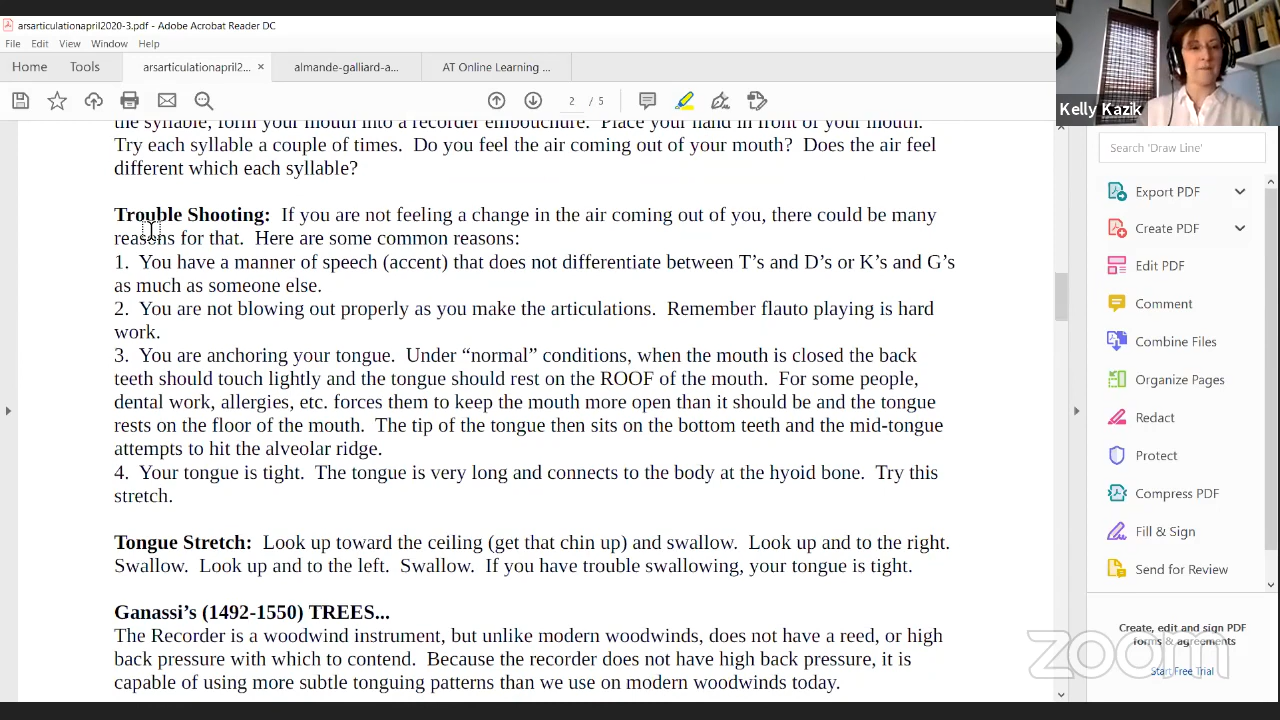 arsarticulationapril2020-3.pdf - Adobe Acrobat Reader DC
File Edit View Window Help
Home Tools arsarticulationapril2... × almande-galliard-a... AT Online Learning ...
2 / 5
Kelly Kazik
the syllable, form your mouth into a recorder embouchure. Place your hand in front of your mouth.
Try each syllable a couple of times. Do you feel the air coming out of your mouth? Does the air feel
different which each syllable?
Trouble Shooting: If you are not feeling a change in the air coming out of you, there could be many
reasons for that. Here are some common reasons:
1. You have a manner of speech (accent) that does not differentiate between T’s and D’s or K’s and G’s
as much as someone else.
2. You are not blowing out properly as you make the articulations. Remember flauto playing is hard
work.
3. You are anchoring your tongue. Under “normal” conditions, when the mouth is closed the back
teeth should touch lightly and the tongue should rest on the ROOF of the mouth. For some people,
dental work, allergies, etc. forces them to keep the mouth more open than it should be and the tongue
rests on the floor of the mouth. The tip of the tongue then sits on the bottom teeth and the mid-tongue
attempts to hit the alveolar ridge.
4. Your tongue is tight. The tongue is very long and connects to the body at the hyoid bone. Try this
stretch.
Tongue Stretch: Look up toward the ceiling (get that chin up) and swallow. Look up and to the right.
Swallow. Look up and to the left. Swallow. If you have trouble swallowing, your tongue is tight.
Ganassi’s (1492-1550) TREES...
The Recorder is a woodwind instrument, but unlike modern woodwinds, does not have a reed, or high
back pressure with which to contend. Because the recorder does not have high back pressure, it is
capable of using more subtle tonguing patterns than we use on modern woodwinds today.
Search 'Draw Line'
Export PDF
Create PDF
Edit PDF
Comment
Combine Files
Organize Pages
Redact
Protect
Compress PDF
Fill & Sign
Send for Review
Create, edit and sign PDF
forms & agreements
Start Free Trial
zoom